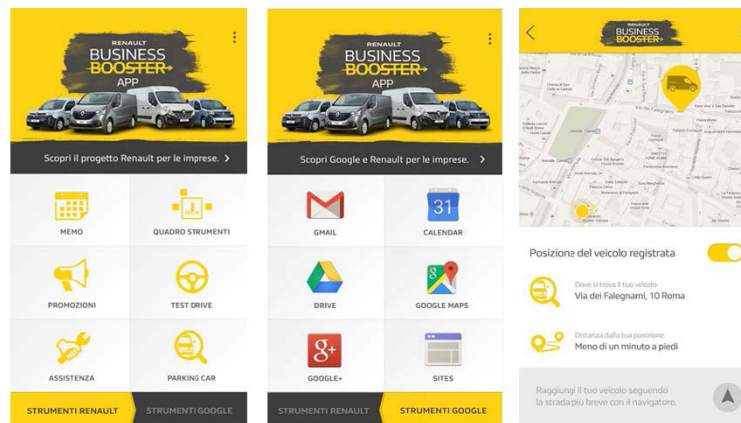 RENAULT
BUSINESS
BOOSTER
APP
Scopri il progetto Renault per le imprese. >
MEMO
QUADRO STRUMENTI
PROMOZIONI
TEST DRIVE
ASSISTENZA
PARKING CAR
STRUMENTI RENAULT
STRUMENTI GOOGLE
RENAULT
BUSINESS
BOOSTER
APP
Scopri Google e Renault per le imprese. >
GMAIL
31
CALENDAR
DRIVE
g
GOOGLE MAPS
g+
GOOGLE+
SITES
STRUMENTI RENAULT
STRUMENTI GOOGLE
RENAULT
BUSINESS
BOOSTER
Via dei Falegnami
Posizione del veicolo registrata
Dove si trova il tuo veicolo.
Via dei Falegnami, 10 Roma
Distanza dalla tua posizione.
Meno di un minuto a piedi
Raggiungi il tuo veicolo seguendo
la strada più breve con il navigatore.